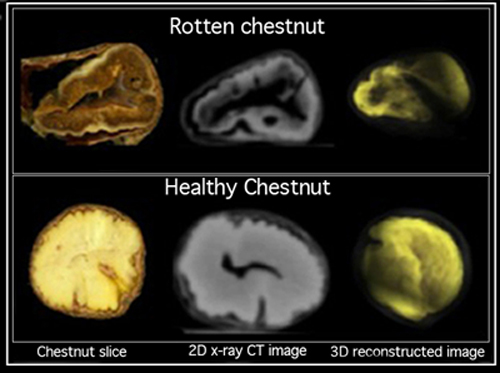 Rotten chestnut
Healthy Chestnut
Chestnut slice
2D x-ray CT image
3D reconstructed image